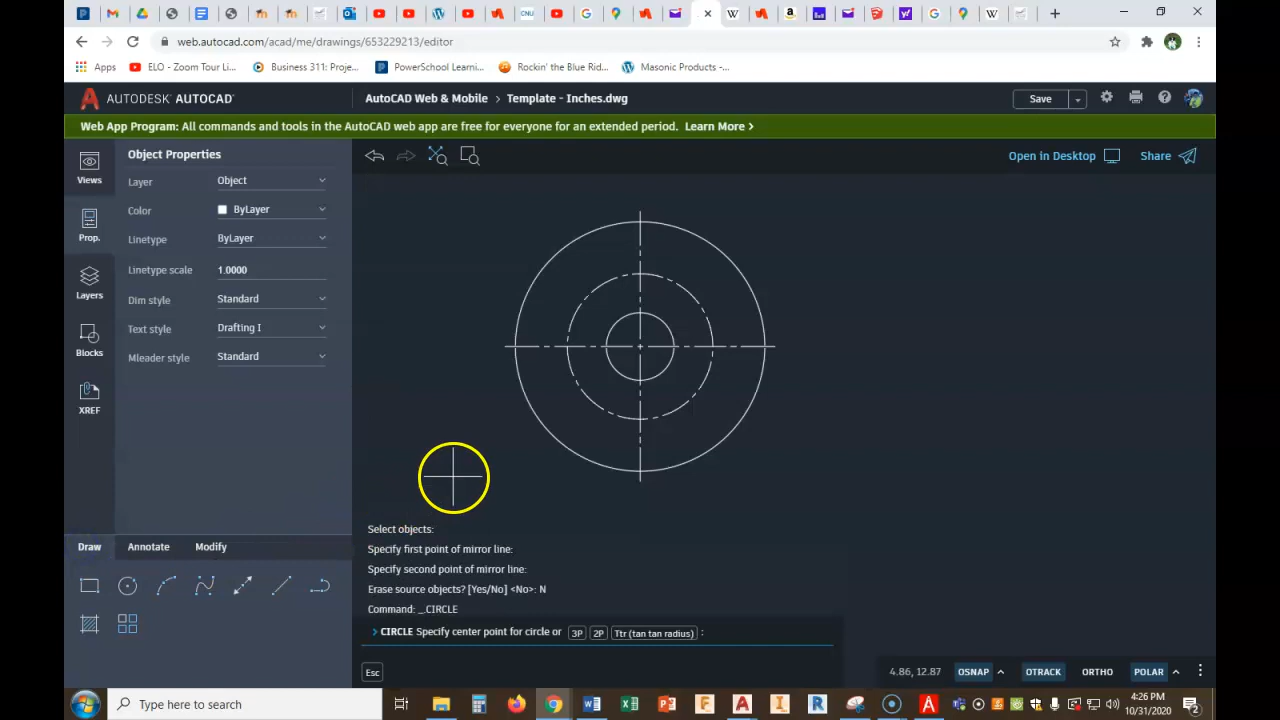 CNU
web.autocad.com/acad/me/drawings/653229213/editor
Apps
ELO - Zoom Tour Li...
Business 311: Proje...
PowerSchool Learni...
Rockin' the Blue Rid...
Masonic Products -...
AUTODESK® AUTOCAD®
AutoCAD Web & Mobile > Template - Inches.dwg
Save
Web App Program: All commands and tools in the AutoCAD web app are free for everyone for an extended period. Learn More >
Views
Prop.
Layers
Blocks
XREF
Object Properties
Layer Object
Color ByLayer
Linetype ByLayer
Linetype scale 1.0000
Dim style Standard
Text style Drafting I
Mleader style Standard
Open in Desktop
Share
Draw Annotate Modify
Select objects:
Specify first point of mirror line:
Specify second point of mirror line:
Erase source objects? [Yes/No] <No>: N
Command: _.CIRCLE
> CIRCLE Specify center point for circle or 3P 2P Ttr (tan tan radius) :
Esc
4.86, 12.87 OSNAP OTRACK ORTHO POLAR
Type here to search
4:26 PM
10/31/2020
2